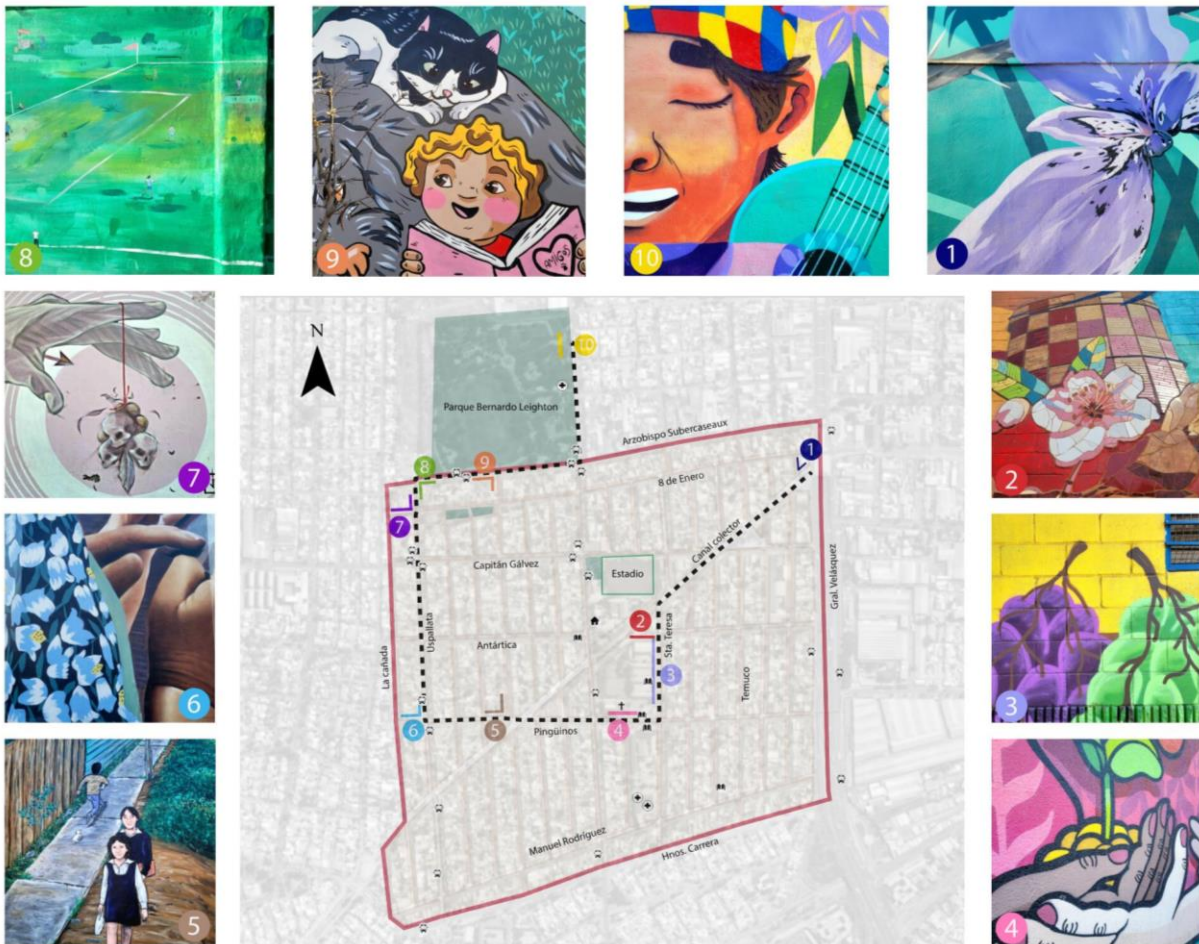 8
9
AMIGOS
10
1
7
2
6
3
5
4
N
10
Parque Bernardo Leighton
Arzobispo Subercaseaux
1
8
9
8 de Enero
7
Canal colector
Capitán Gálvez
Estadio
Gral. Velásquez
2
Uspallata
Sta. Teresa
Antártica
La cañada
3
Temuco
6
5
4
Pingüinos
Manuel Rodríguez
Hnos. Carrera